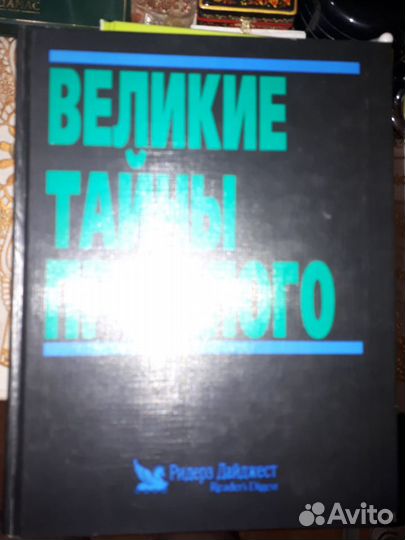 ВЕЛИКИЕ
ТАЙНЫ
Ридерз Дайджест
Reader's Digest
Avito